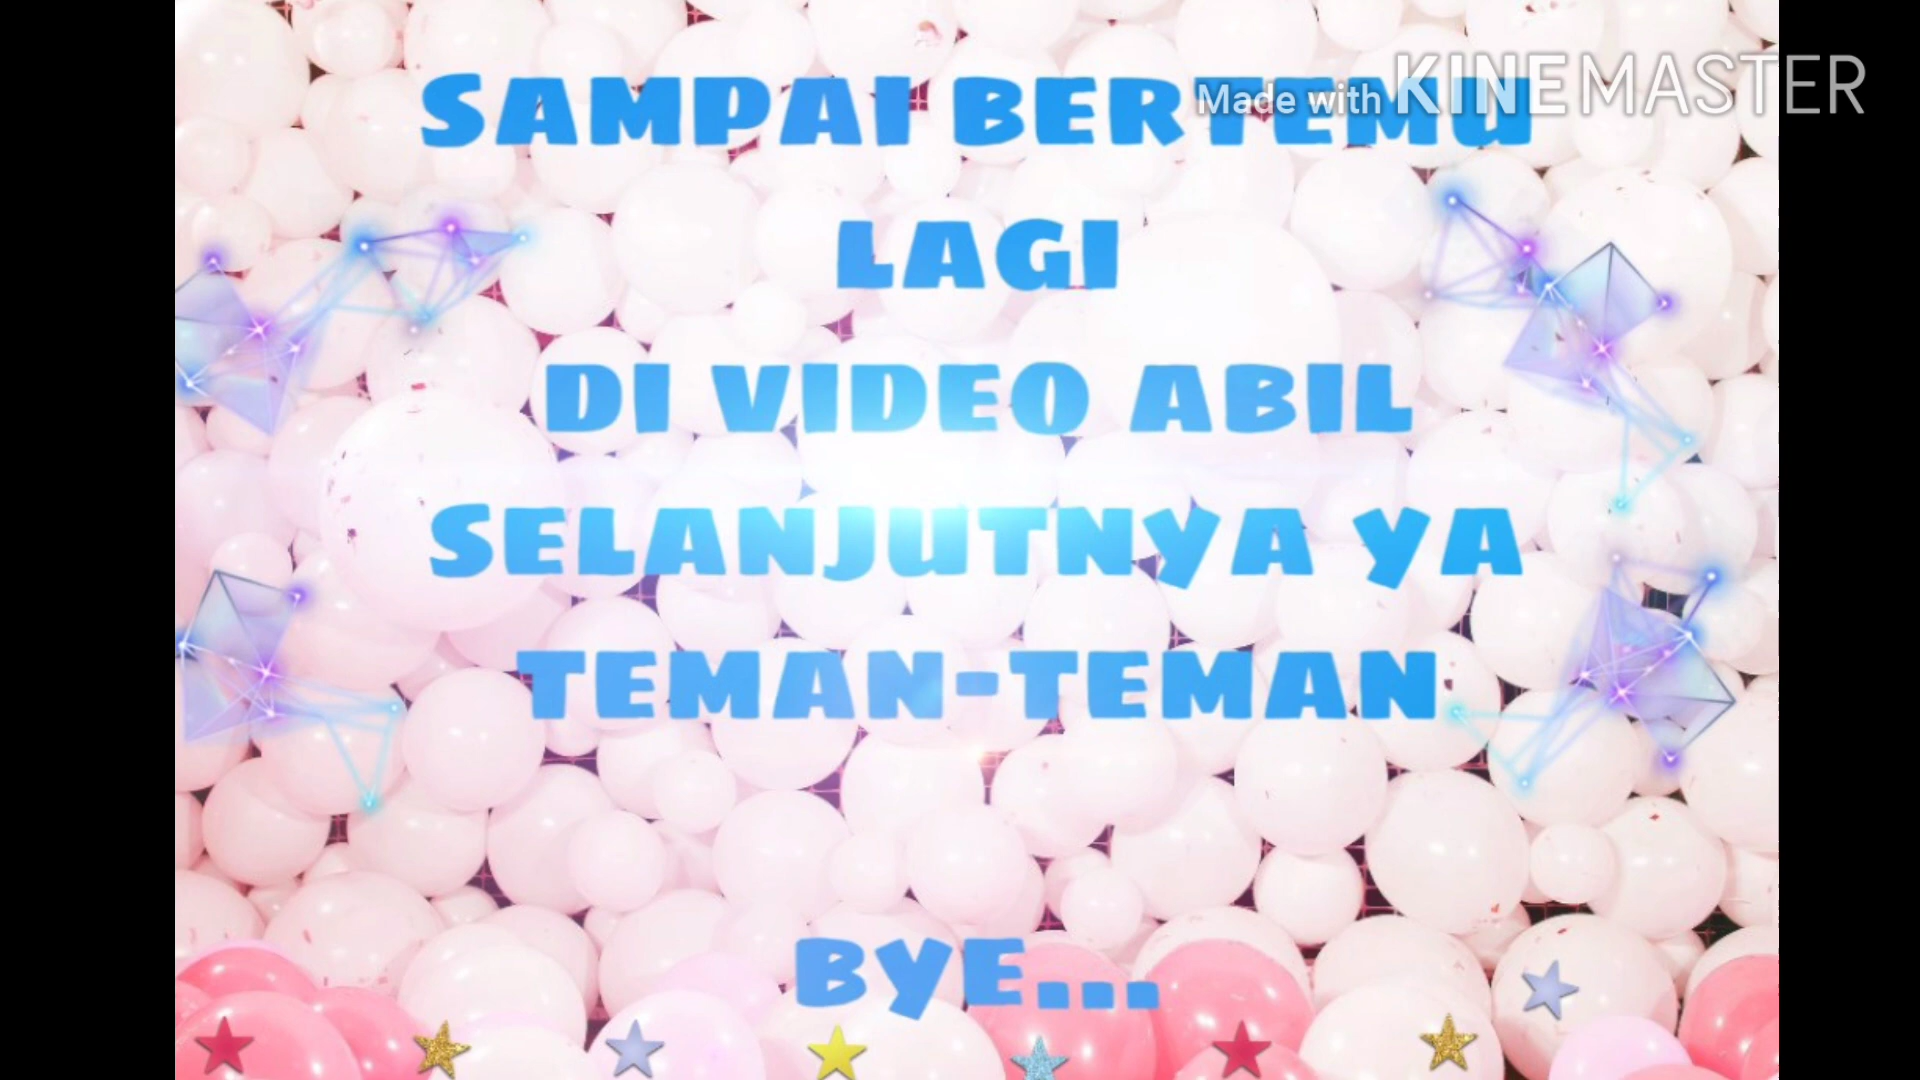 SAMPAI BERTEMU
Made with KINEMASTER
LAGI
DI VIDEO ABIL
SELANJUTNYA YA
TEMAN-TEMAN
BYE...